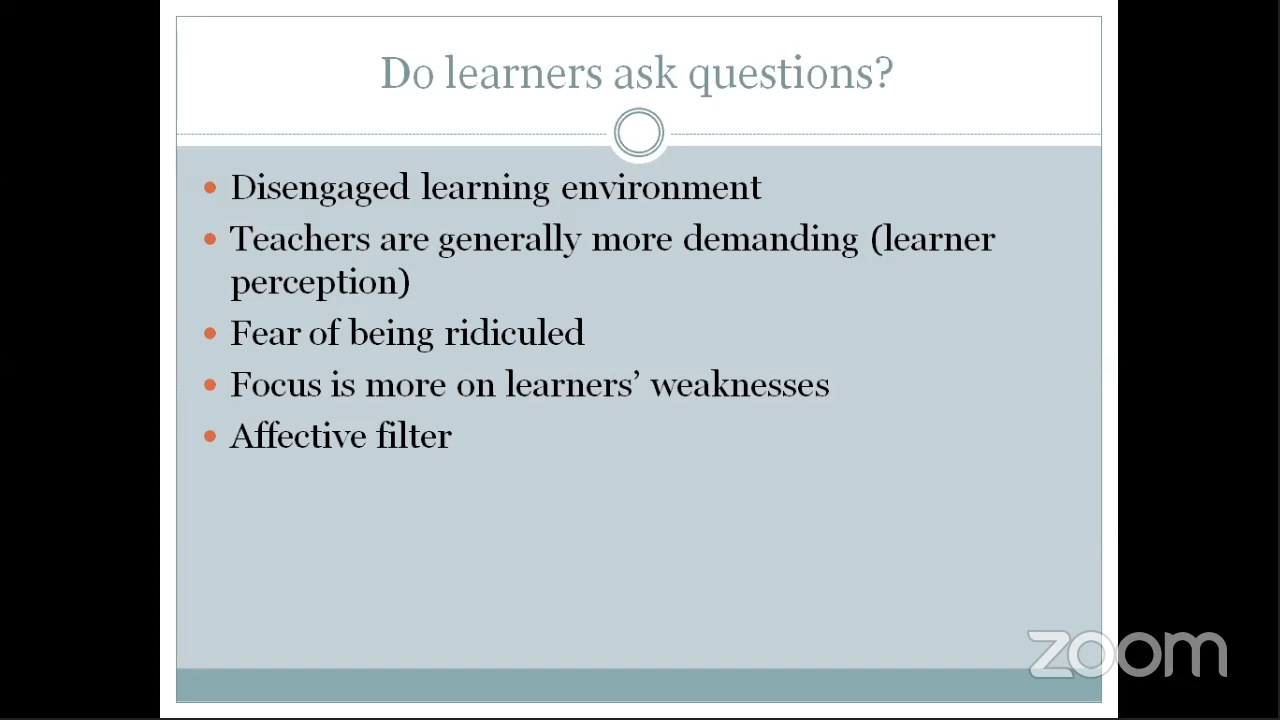 Do learners ask questions?
• Disengaged learning environment
• Teachers are generally more demanding (learner
perception)
• Fear of being ridiculed
• Focus is more on learners’ weaknesses
• Affective filter
zoom